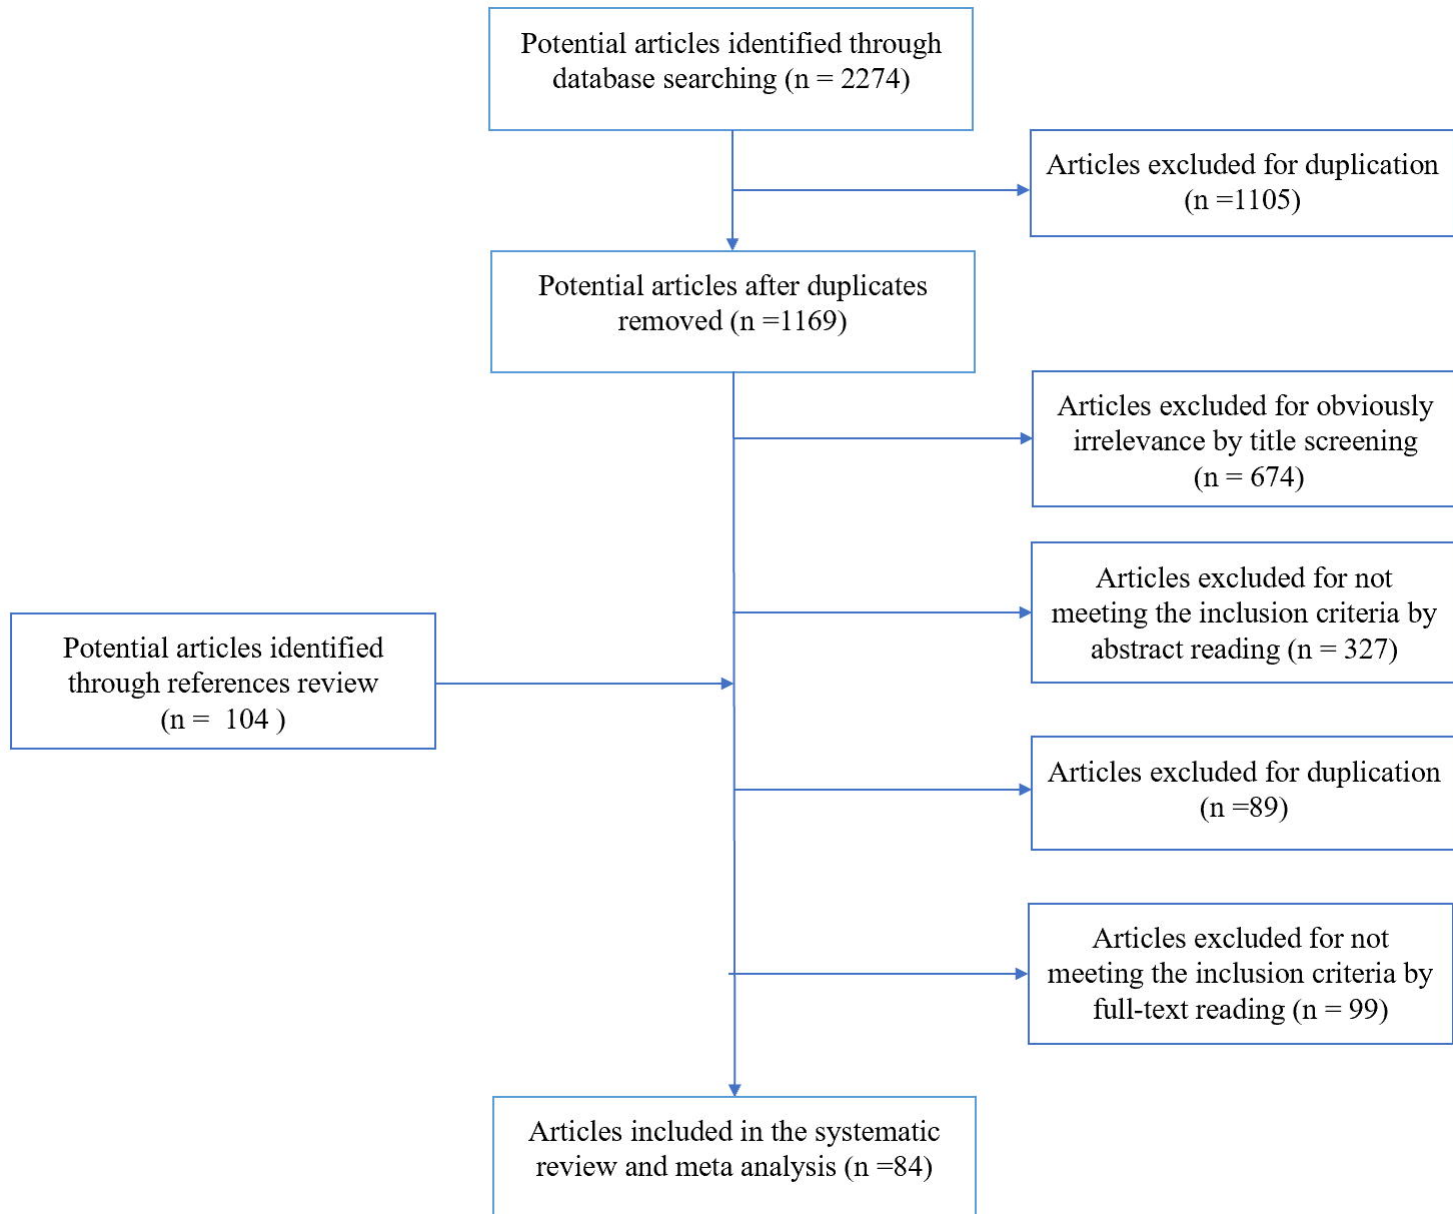 Potential articles identified through
database searching (n = 2274)
Articles excluded for duplication
(n =1105)
Potential articles after duplicates
removed (n =1169)
Articles excluded for obviously
irrelevance by title screening
(n = 674)
Articles excluded for not
meeting the inclusion criteria by
abstract reading (n = 327)
Potential articles identified
through references review
(n =  104 )
Articles excluded for duplication
(n =89)
Articles excluded for not
meeting the inclusion criteria by
full-text reading (n = 99)
Articles included in the systematic
review and meta analysis (n =84)